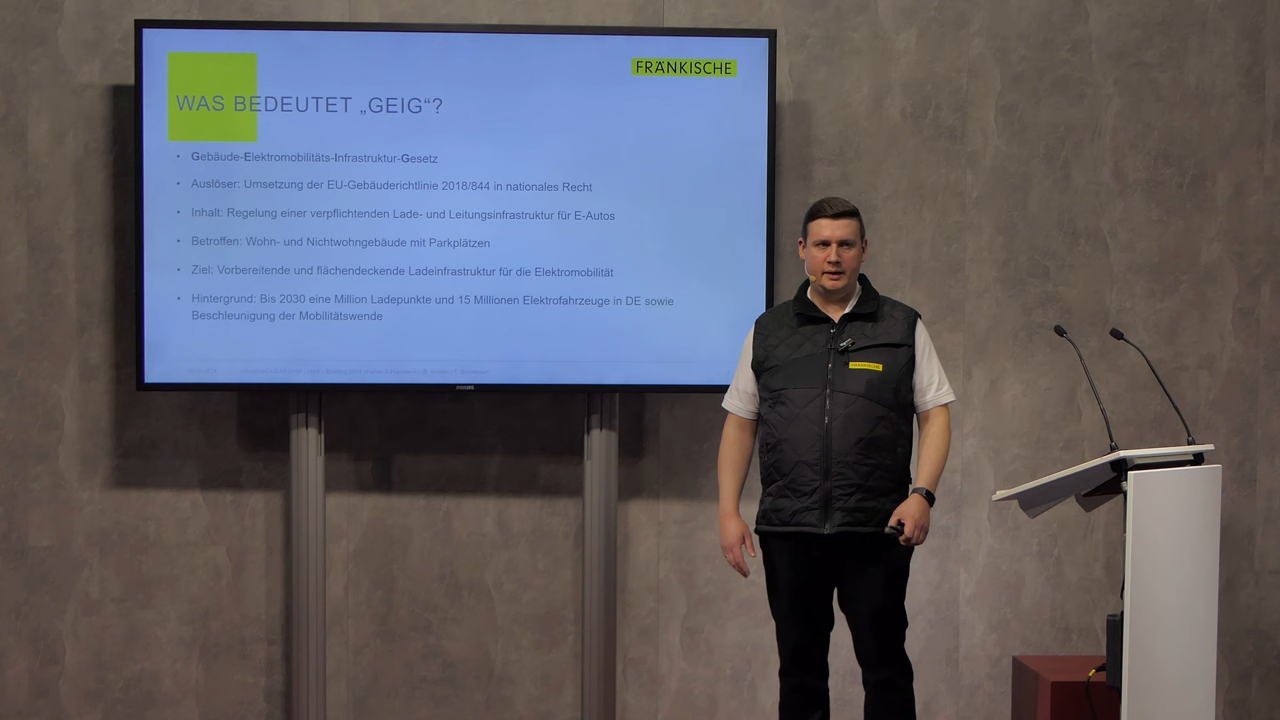 FRÄNKISCHE
WAS BEDEUTET „GEIG“?
• Gebäude-Elektromobilitäts-Infrastruktur-Gesetz
• Auslöser: Umsetzung der EU-Gebäuderichtlinie 2018/844 in nationales Recht
• Inhalt: Regelung einer verpflichtenden Lade- und Leitungsinfrastruktur für E-Autos
• Betroffen: Wohn- und Nichtwohngebäude mit Parkplätzen
• Ziel: Vorbereitende und flächendeckende Ladeinfrastruktur für die Elektromobilität
• Hintergrund: Bis 2030 eine Million Ladepunkte und 15 Millionen Elektrofahrzeuge in DE sowie
Beschleunigung der Mobilitätswende
PHILIPS
FRÄNKISCHE